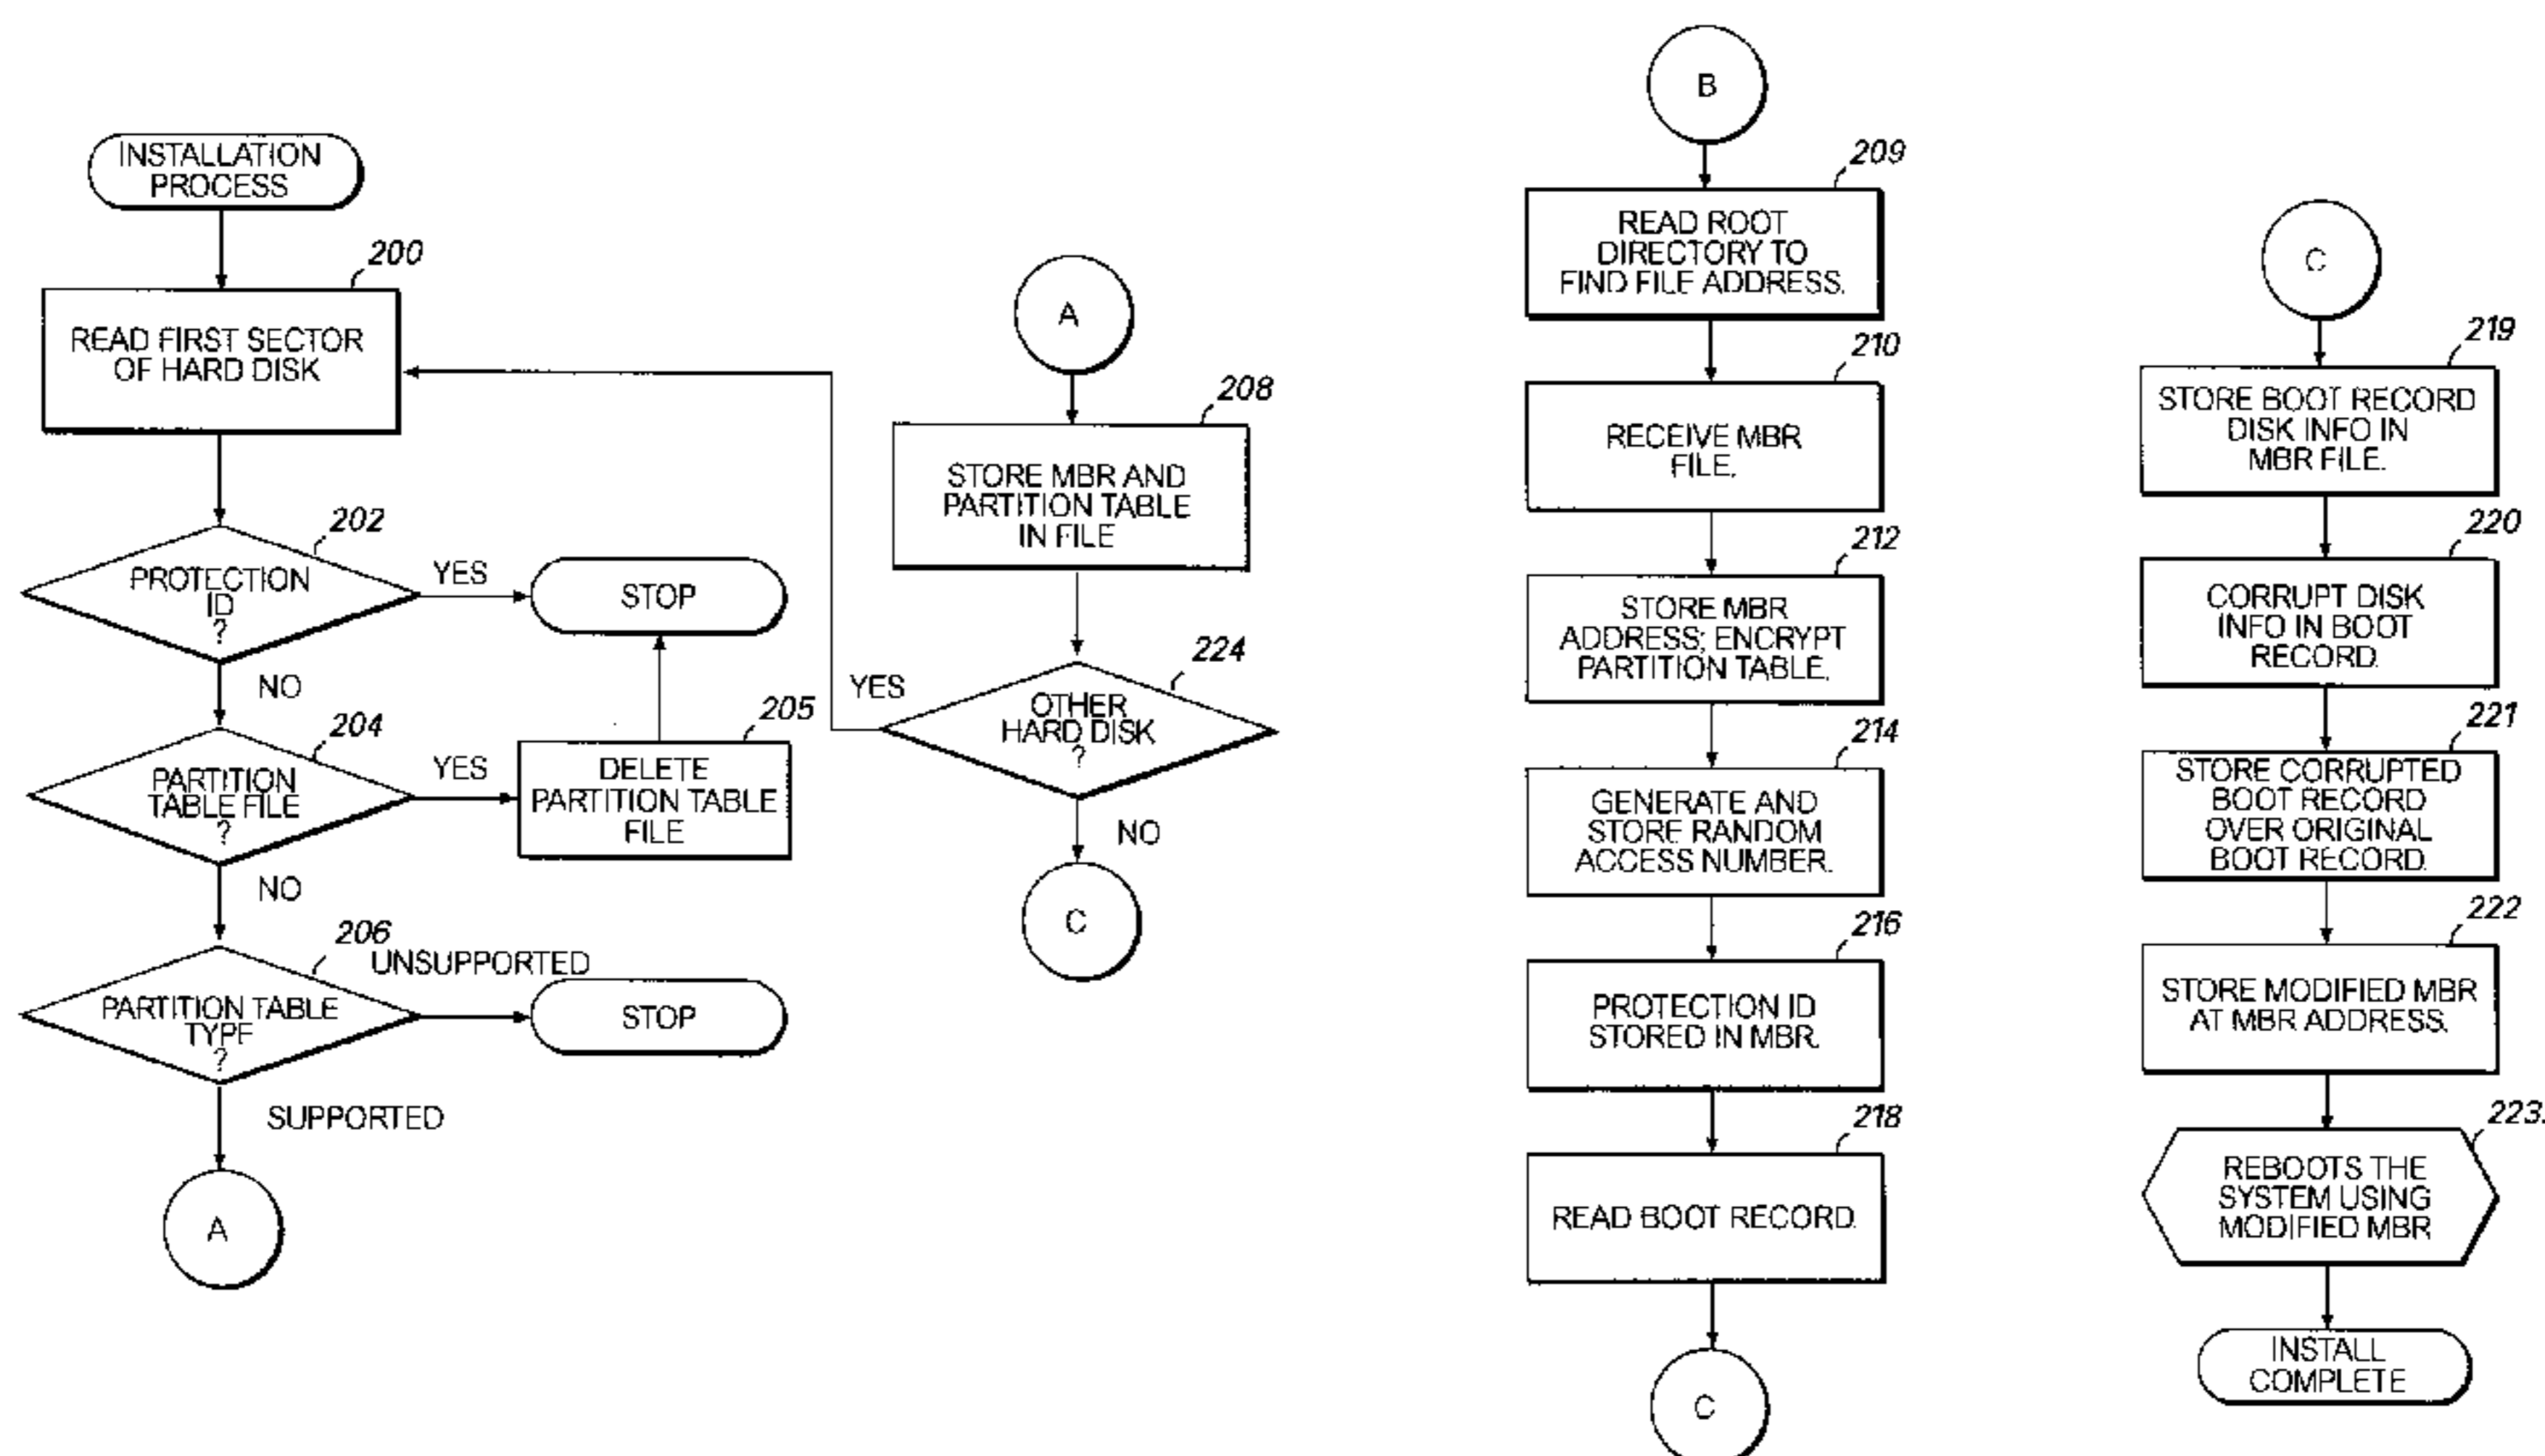 INSTALLATION
PROCESS
200
READ FIRST SECTOR
OF HARD DISK
202
PROTECTION
ID
?
YES
STOP
NO
204
PARTITION
TABLE FILE
?
YES
205
DELETE
PARTITION TABLE
FILE
NO
206
UNSUPPORTED
PARTITION TABLE
TYPE
?
STOP
SUPPORTED
A
A
208
STORE MBR AND
PARTITION TABLE
IN FILE
224
YES
OTHER
HARD DISK
?
NO
C
B
209
READ ROOT
DIRECTORY TO
FIND FILE ADDRESS.
210
RECEIVE MBR
FILE.
212
STORE MBR
ADDRESS; ENCRYPT
PARTITION TABLE.
214
GENERATE AND
STORE RANDOM
ACCESS NUMBER.
216
PROTECTION ID
STORED IN MBR.
218
READ BOOT RECORD.
C
C
219
STORE BOOT RECORD
DISK INFO IN
MBR FILE.
220
CORRUPT DISK
INFO IN BOOT
RECORD.
221
STORE CORRUPTED
BOOT RECORD
OVER ORIGINAL
BOOT RECORD.
222
STORE MODIFIED MBR
AT MBR ADDRESS.
223.
REBOOTS THE
SYSTEM USING
MODIFIED MBR
INSTALL
COMPLETE